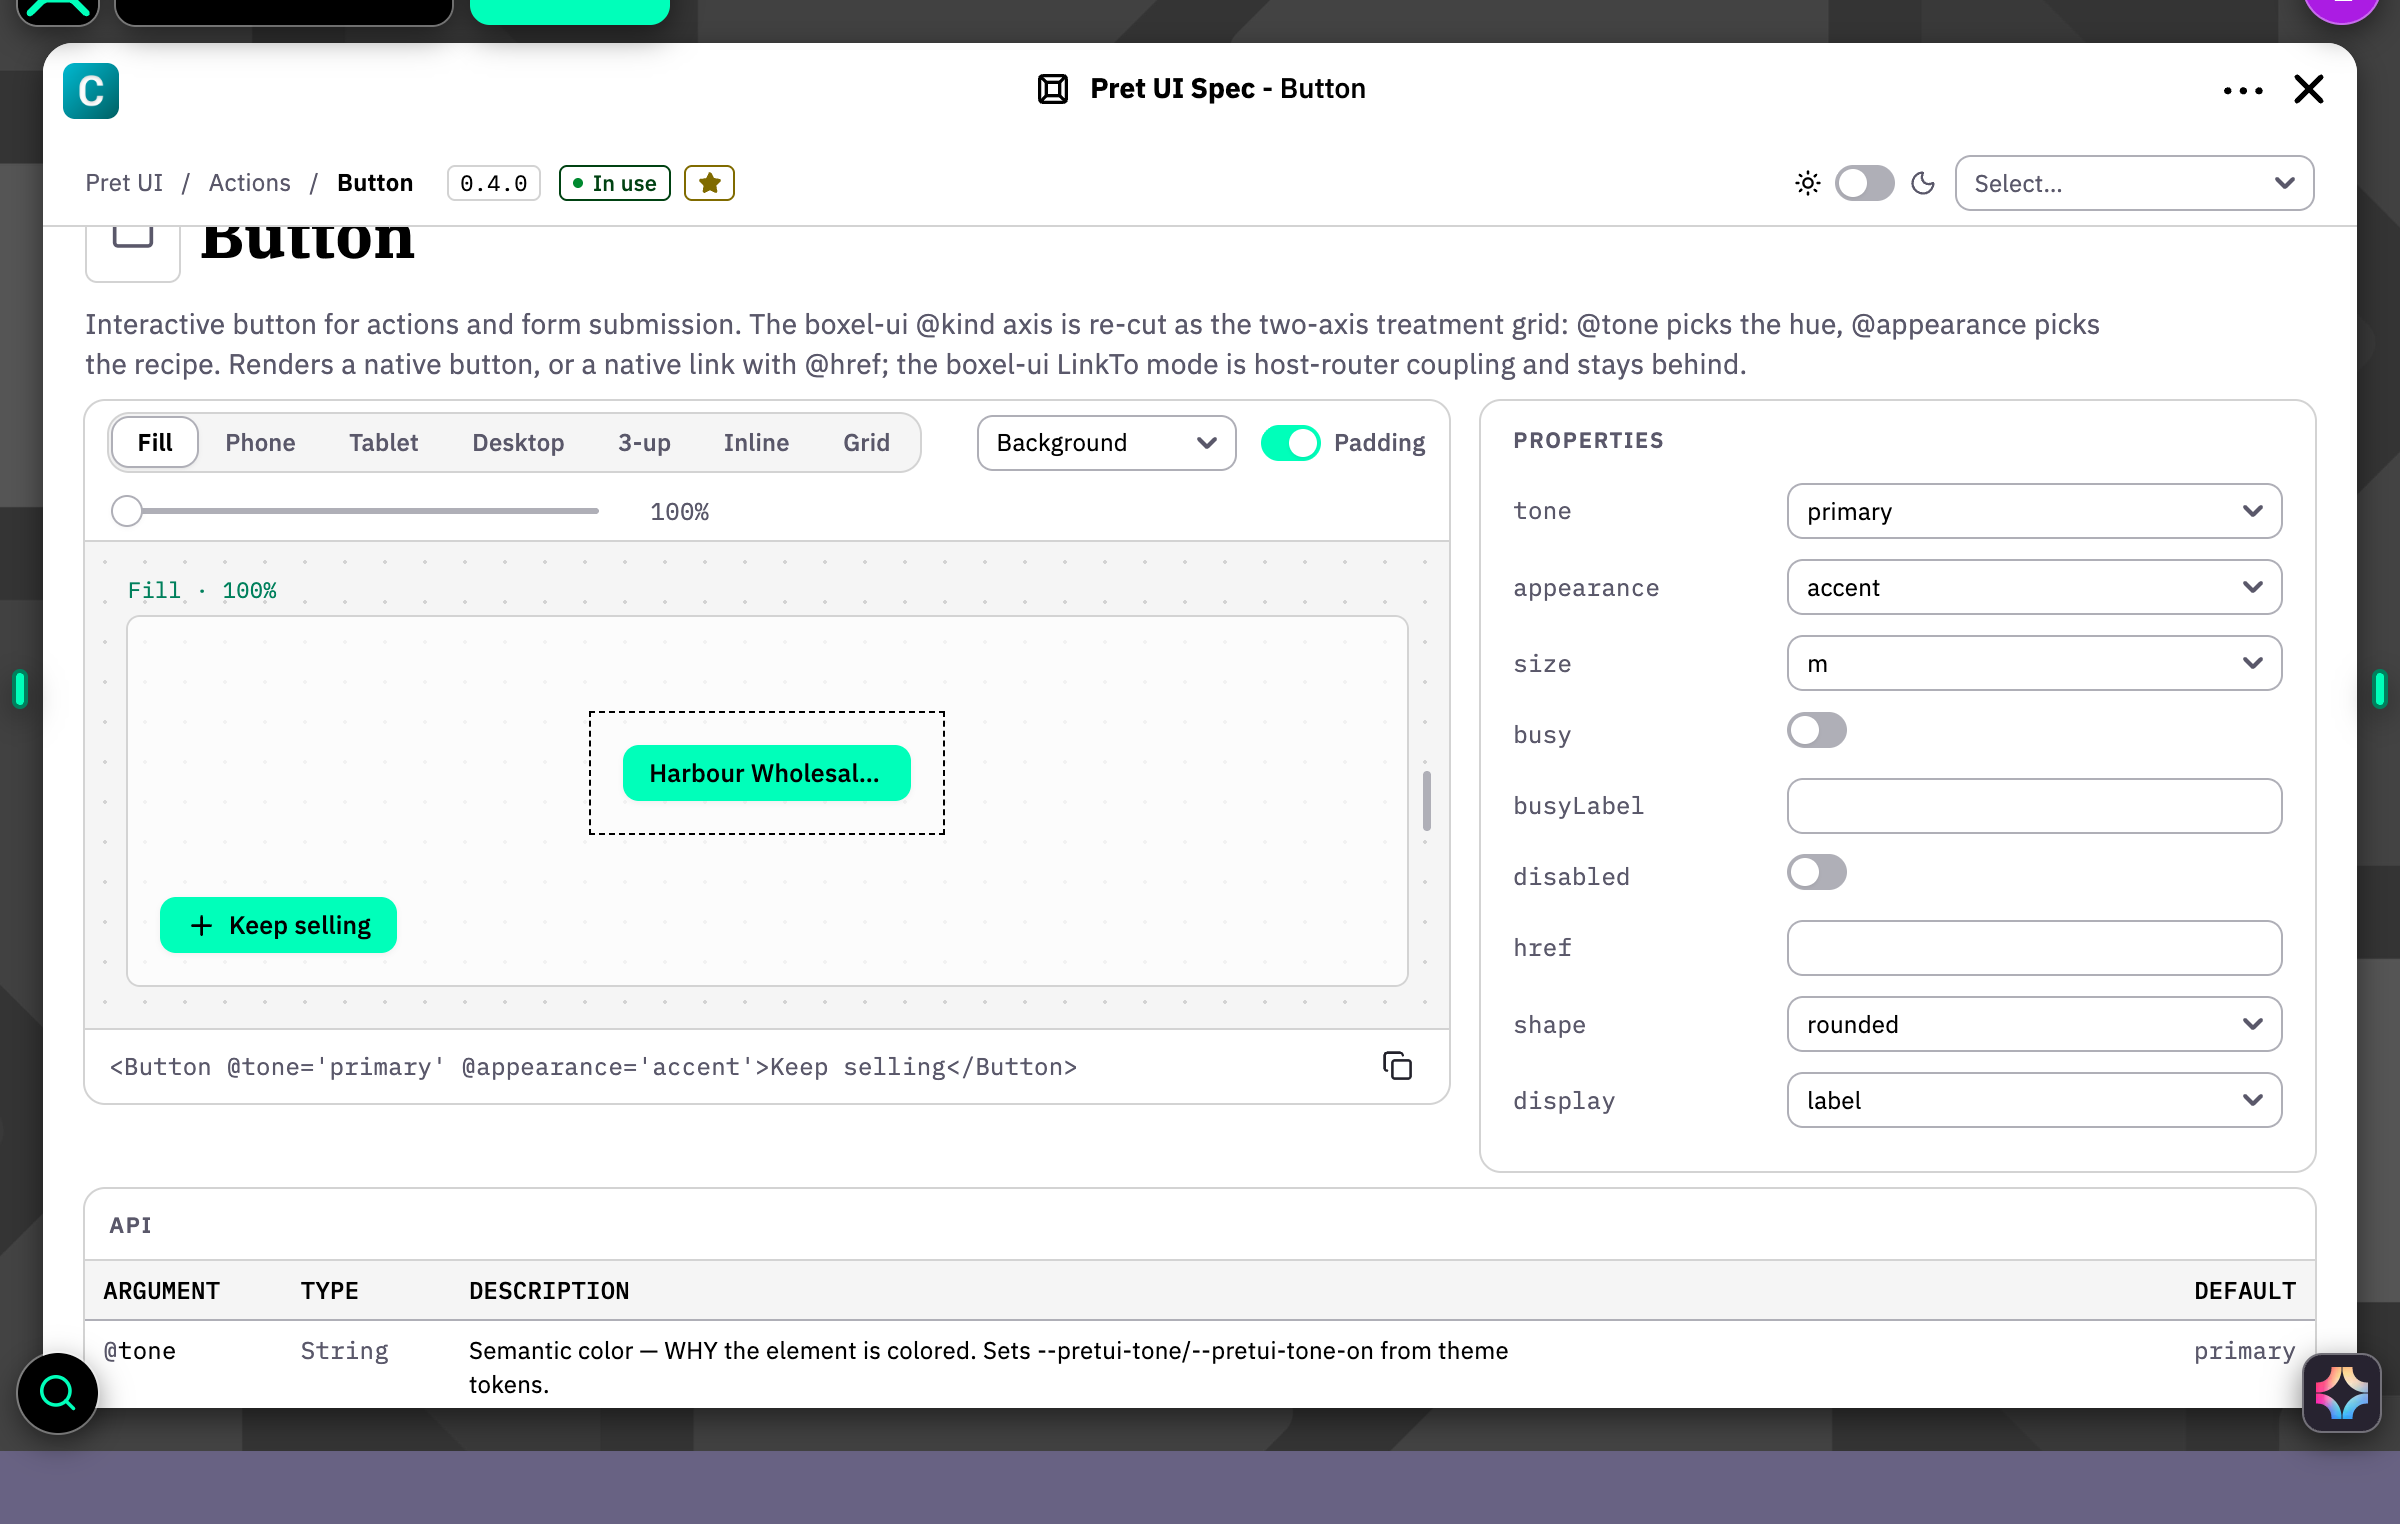 C
Pret UI Spec - Button
Pret UI / Actions / Button 0.4.0 In use
Select...
Button
Interactive button for actions and form submission. The boxel-ui @kind axis is re-cut as the two-axis treatment grid: @tone picks the hue, @appearance picks
the recipe. Renders a native button, or a native link with @href; the boxel-ui LinkTo mode is host-router coupling and stays behind.
Fill Phone Tablet Desktop 3-up Inline Grid Background Padding
100%
Fill · 100%
Harbour Wholesal...
Keep selling
<Button @tone='primary' @appearance='accent'>Keep selling</Button>
PROPERTIES
tone primary
appearance accent
size m
busy
busyLabel
disabled
href
shape rounded
display label
API
ARGUMENT TYPE DESCRIPTION DEFAULT
@tone String Semantic color — WHY the element is colored. Sets --pretui-tone/--pretui-tone-on from theme primary
tokens.